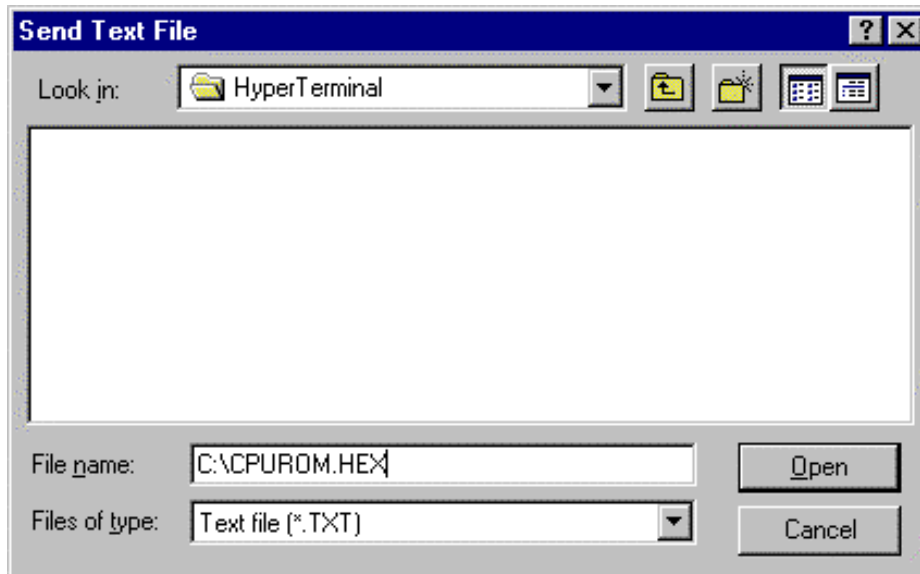 Send Text File
Look in: HyperTerminal
File name: C:\CPUROM.HEX Open
Files of type: Text file (*.TXT) Cancel